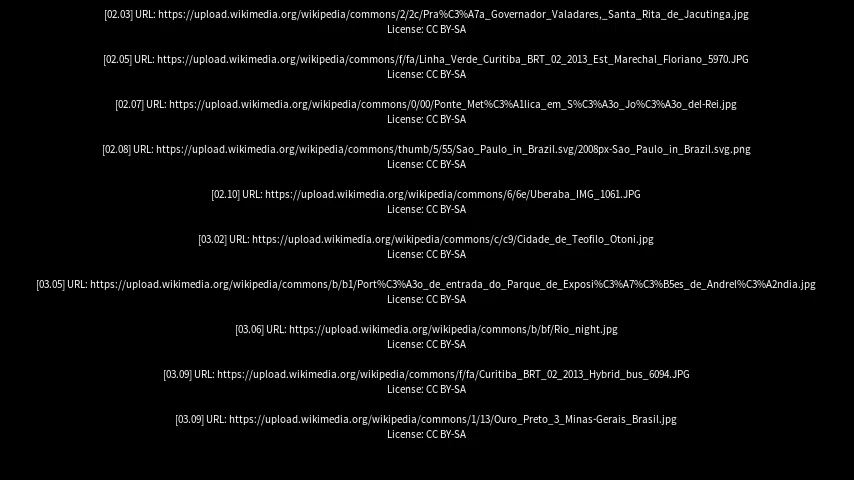 [02.03] URL: https://upload.wikimedia.org/wikipedia/commons/2/2c/Pra%C3%A7a_Governador_Valadares,_Santa_Rita_de_Jacutinga.jpg
License: CC BY-SA
[02.05] URL: https://upload.wikimedia.org/wikipedia/commons/f/fa/Linha_Verde_Curitiba_BRT_02_2013_Est_Marechal_Floriano_5970.JPG
License: CC BY-SA
[02.07] URL: https://upload.wikimedia.org/wikipedia/commons/0/00/Ponte_Met%C3%A1lica_em_S%C3%A3o_Jo%C3%A3o_del-Rei.jpg
License: CC BY-SA
[02.08] URL: https://upload.wikimedia.org/wikipedia/commons/thumb/5/55/Sao_Paulo_in_Brazil.svg/2008px-Sao_Paulo_in_Brazil.svg.png
License: CC BY-SA
[02.10] URL: https://upload.wikimedia.org/wikipedia/commons/6/6e/Uberaba_IMG_1061.JPG
License: CC BY-SA
[03.02] URL: https://upload.wikimedia.org/wikipedia/commons/c/c9/Cidade_de_Teofilo_Otoni.jpg
License: CC BY-SA
[03.05] URL: https://upload.wikimedia.org/wikipedia/commons/b/b1/Port%C3%A3o_de_entrada_do_Parque_de_Exposi%C3%A7%C3%B5es_de_Andrel%C3%A2ndia.jpg
License: CC BY-SA
[03.06] URL: https://upload.wikimedia.org/wikipedia/commons/b/bf/Rio_night.jpg
License: CC BY-SA
[03.09] URL: https://upload.wikimedia.org/wikipedia/commons/f/fa/Curitiba_BRT_02_2013_Hybrid_bus_6094.JPG
License: CC BY-SA
[03.09] URL: https://upload.wikimedia.org/wikipedia/commons/1/13/Ouro_Preto_3_Minas-Gerais_Brasil.jpg
License: CC BY-SA